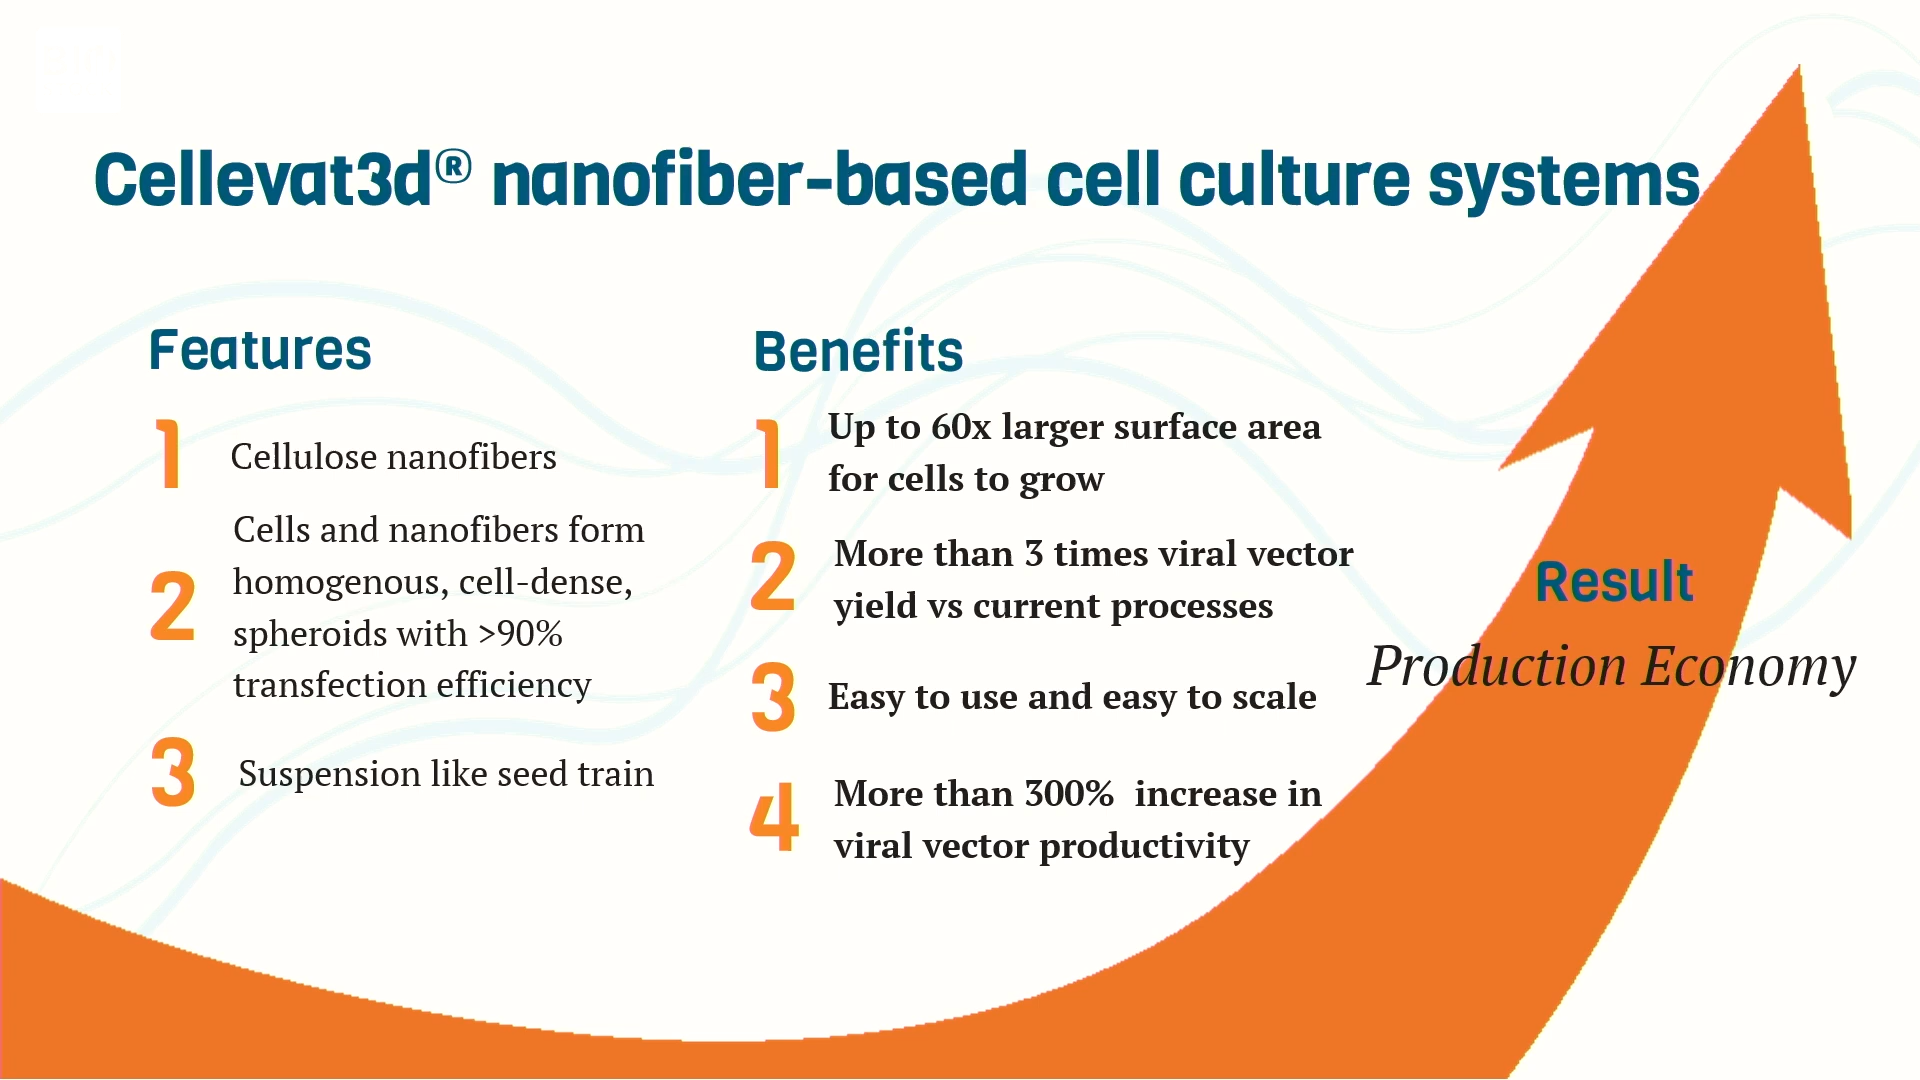 Cellevat3d® nanofiber-based cell culture systems
Features
1
Cellulose nanofibers
2
Cells and nanofibers form
homogenous, cell-dense,
spheroids with >90%
transfection efficiency
3
Suspension like seed train
Benefits
1
Up to 60x larger surface area
for cells to grow
2
More than 3 times viral vector
yield vs current processes
3
Easy to use and easy to scale
4
More than 300%  increase in
viral vector productivity
Result
Production Economy